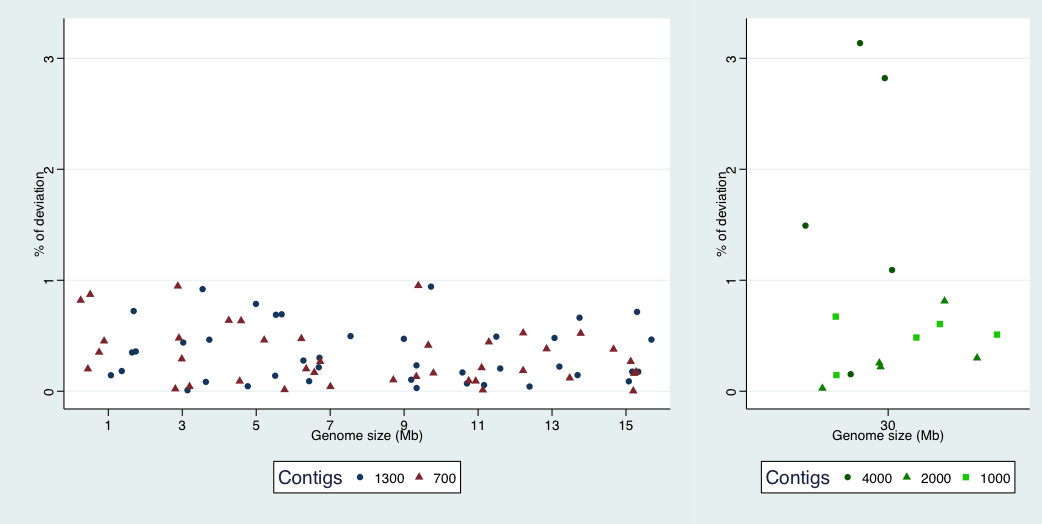 % of deviation
3
2
1
0
1 3 5 7 9 11 13 15
Genome size (Mb)
Contigs 1300 700
% of deviation
3
2
1
0
30
Genome size (Mb)
Contigs 4000 2000 1000